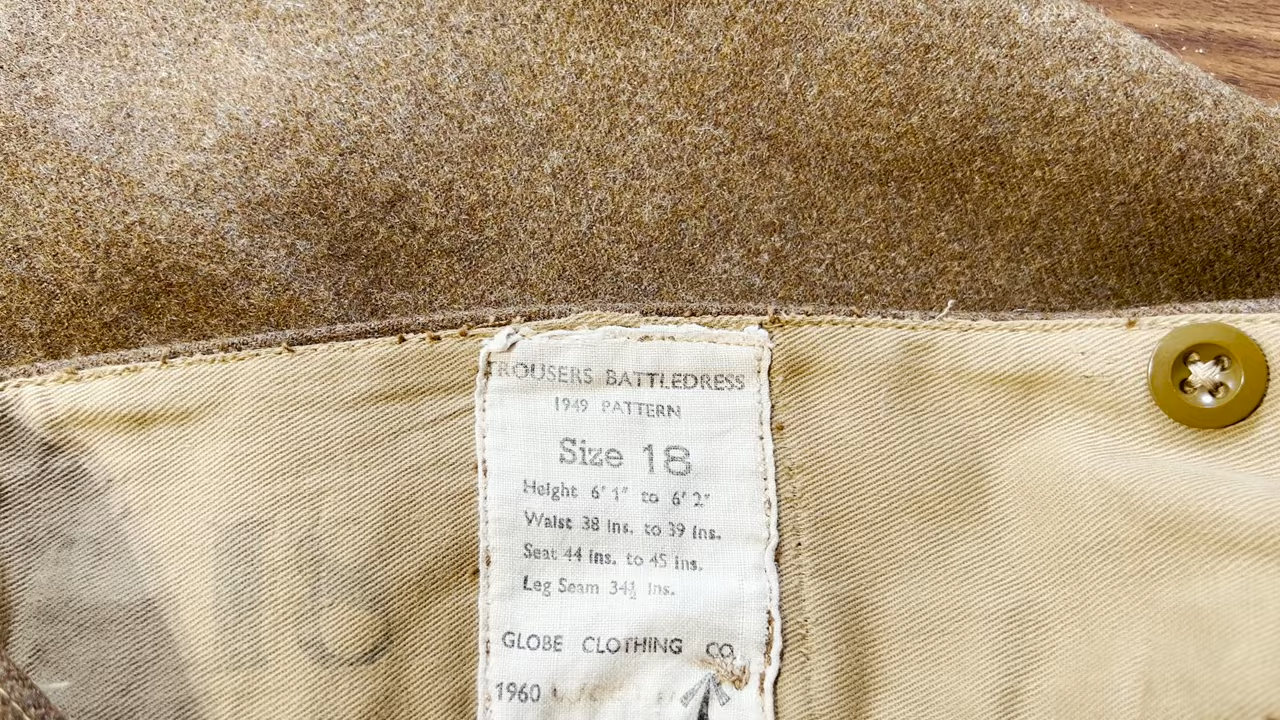 TROUSERS BATTLEDRESS
1949 PATTERN
Size 18
Height 6' 1" to 6' 2"
Waist 38 ins. to 39 ins.
Seat 44 ins. to 45 ins.
Leg Seam 34½ ins.
GLOBE CLOTHING CO.
1960